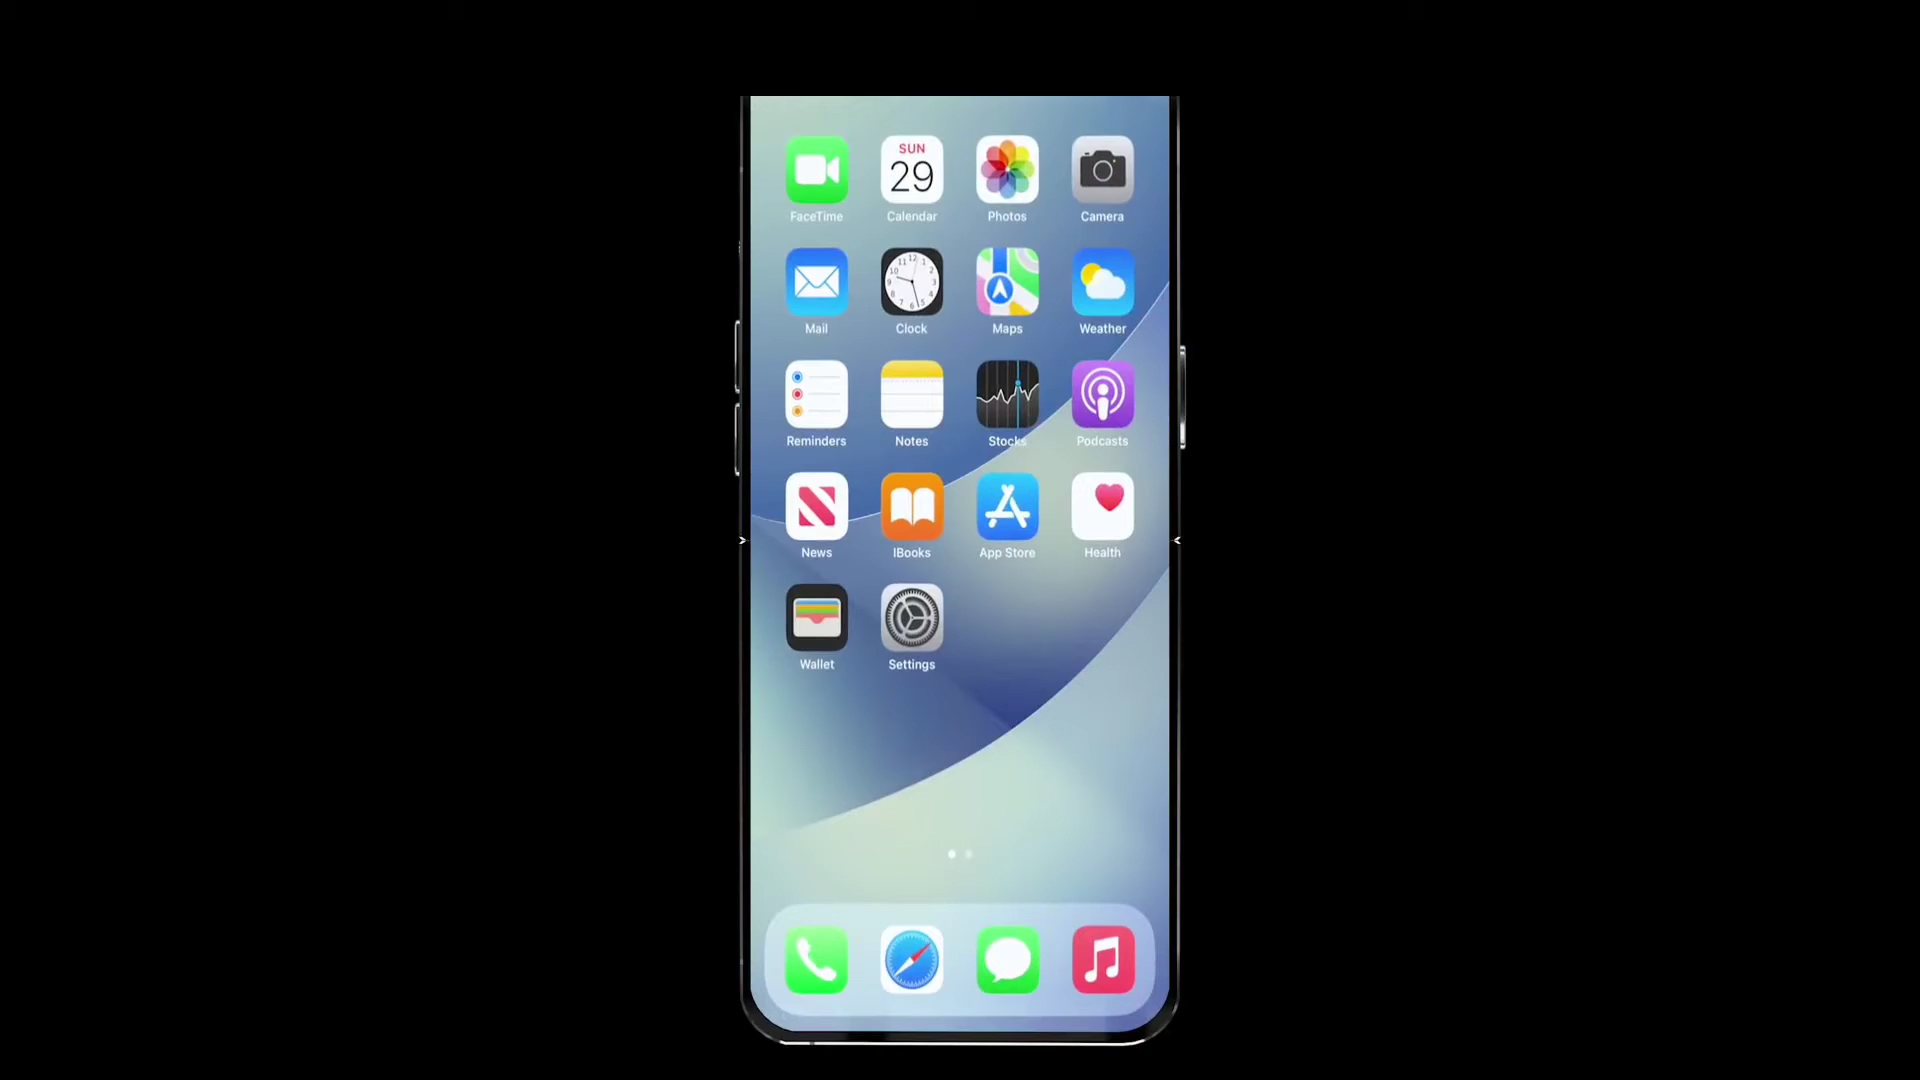 SUN
29
FaceTime Calendar Photos Camera
Mail Clock Maps Weather
Reminders Notes Stocks Podcasts
News IBooks App Store Health
Wallet Settings